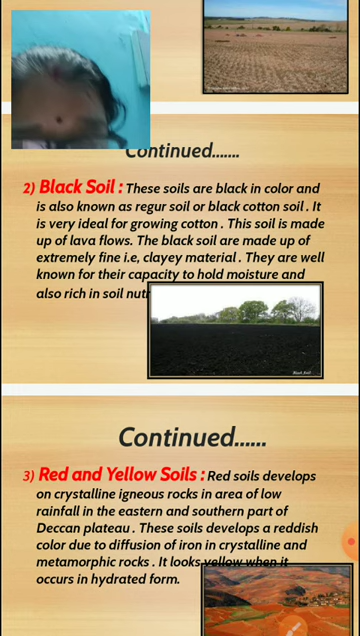 Continued.......
2) Black Soil : These soils are black in color and
is also known as regur soil or black cotton soil . It
is very ideal for growing cotton . This soil is made
up of lava flows. The black soil are made up of
extremely fine i.e, clayey material . They are well
known for their capacity to hold moisture and
also rich in soil nutr
Black Soil
Continued......
3) Red and Yellow Soils : Red soils develops
on crystalline igneous rocks in area of low
rainfall in the eastern and southern part of
Deccan plateau . These soils develops a reddish
color due to diffusion of iron in crystalline and
metamorphic rocks . It looks yellow when it
occurs in hydrated form.